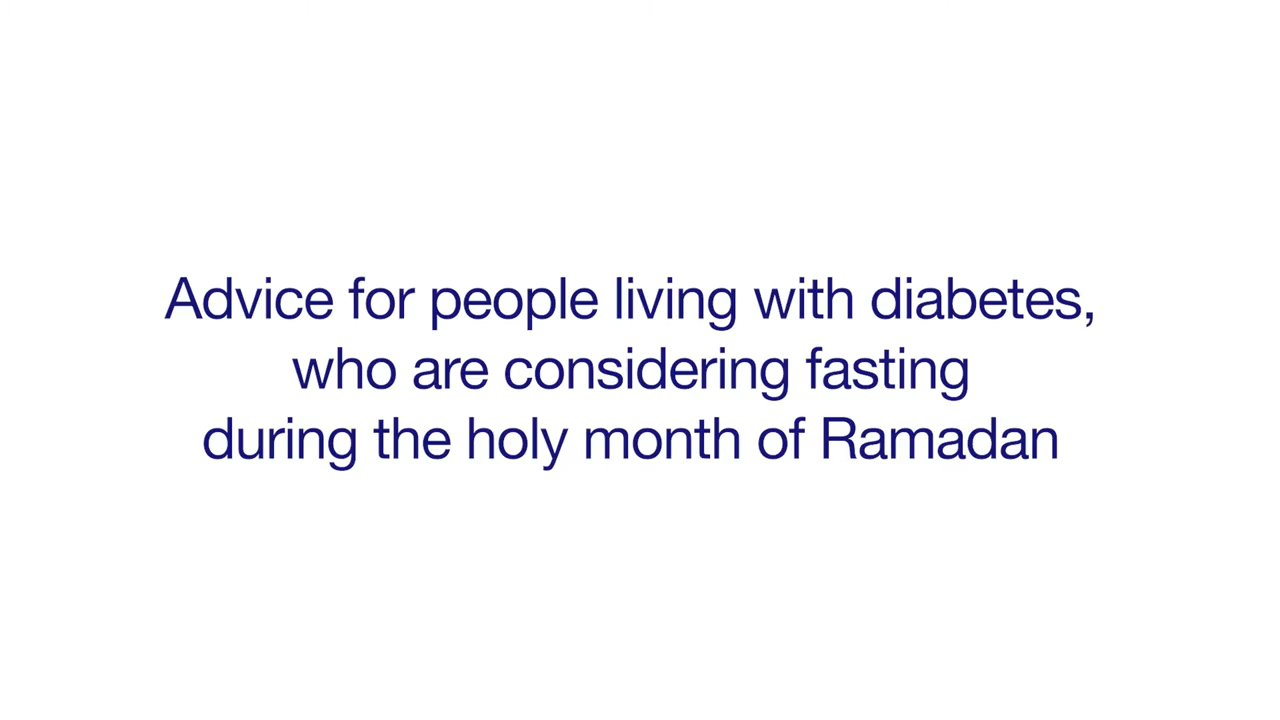 Advice for people living with diabetes,
who are considering fasting
during the holy month of Ramadan